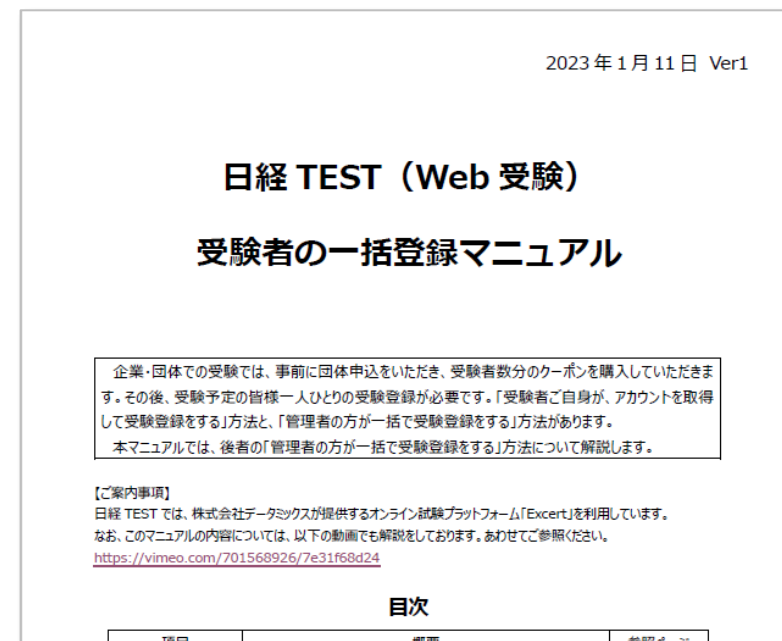 2023年1月11日 Ver1
日経 TEST（Web 受験）
受験者の一括登録マニュアル
企業・団体での受験では、事前に団体申込をいただき、受験者数分のクーポンを購入していただきま
す。その後、受験予定の皆様一人ひとりの受験登録が必要です。「受験者ご自身が、アカウントを取得
して受験登録をする」方法と、「管理者の方が一括で受験登録をする」方法があります。
本マニュアルでは、後者の「管理者の方が一括で受験登録をする」方法について解説します。
【ご案内事項】
日経 TEST では、株式会社データミックスが提供するオンライン試験プラットフォーム「Excert」を利用しています。
なお、このマニュアルの内容については、以下の動画でも解説をしております。あわせてご参照ください。
https://vimeo.com/701568926/7e31f68d24
目次